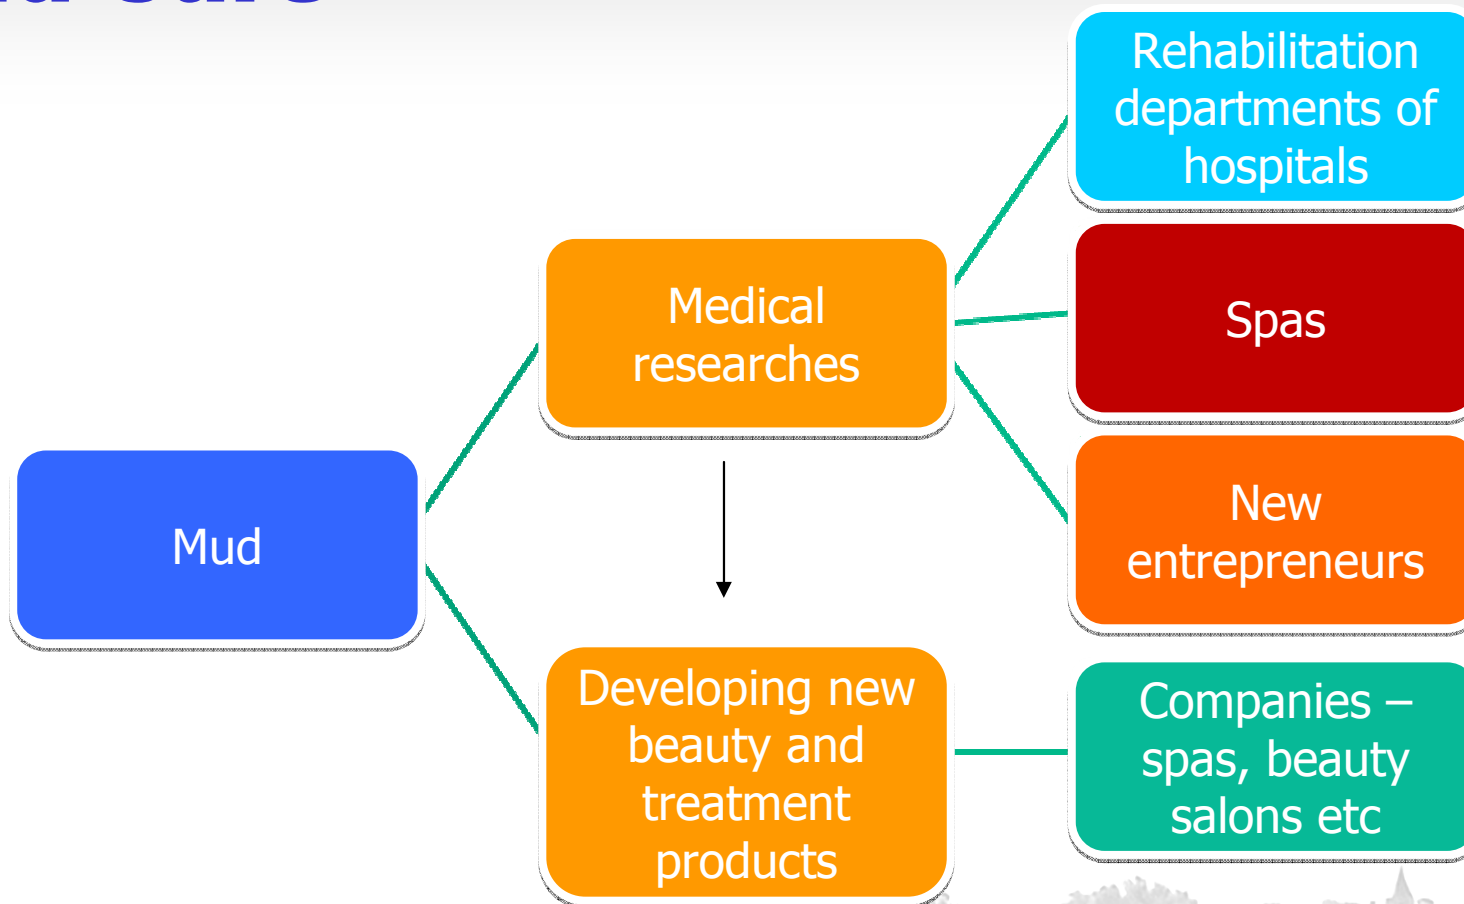 Rehabilitation
departments of
hospitals
Medical
researches
Spas
Mud
New
entrepreneurs
Developing new
beauty and
treatment
products
Companies –
spas, beauty
salons etc